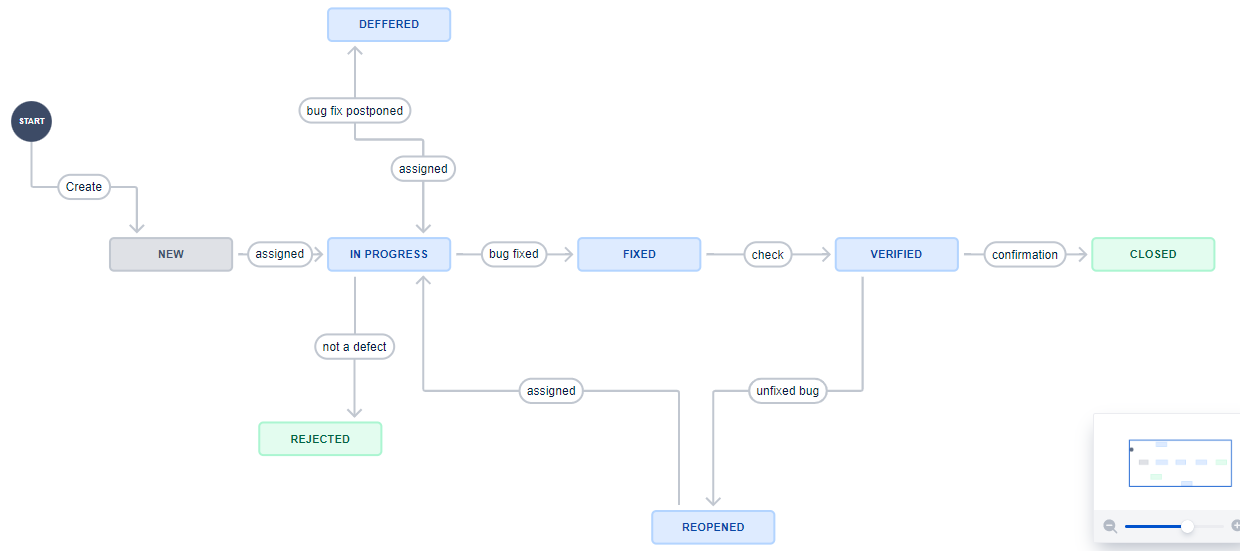 DEFFERED
bug fix postponed
START
assigned
Create
NEW
assigned
IN PROGRESS
bug fixed
FIXED
check
VERIFIED
confirmation
CLOSED
not a defect
assigned
unfixed bug
REJECTED
REOPENED